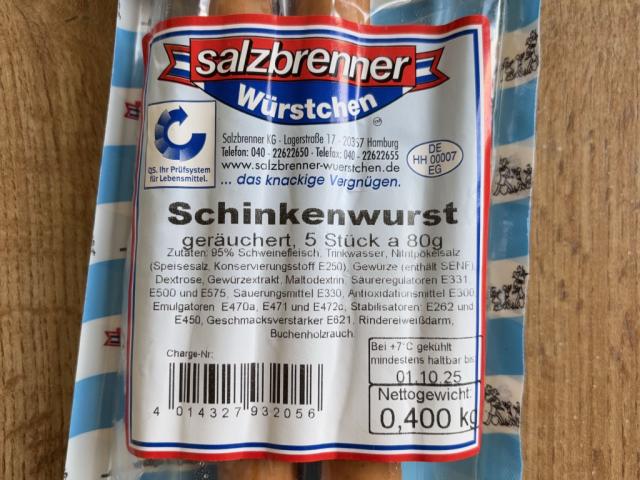 salzbrenner
Würstchen
Salzbrenner KG - Lagerstraße 17 - 20357 Hamburg
Telefon: 040 - 22622650 - Telefax: 040 - 22622655
www.salzbrenner-wuerstchen.de
... das knackige Vergnügen.
DE
HH 00007
EG
QS. Ihr Prüfsystem
für Lebensmittel.
Schinkenwurst
geräuchert, 5 Stück a 80g
Zutaten: 95% Schweinefleisch, Trinkwasser, Nitritpökelsalz
(Speisesalz, Konservierungsstoff E250), Gewürze (enthält SENF),
Dextrose, Gewürzextrakt, Maltodextrin, Säureregulatoren E331,
E500 und E575, Säuerungsmittel E330, Antioxidationsmittel E300,
Emulgatoren E470a, E471 und E472c, Stabilisatoren: E262 und
E450, Geschmacksverstärker E621, Rindereiweißdarm,
Buchenholzrauch.
Charge-Nr:
Bei +7°C gekühlt
mindestens haltbar bis
01.10.25
Nettogewicht:
0,400 kg
4 014327 932056